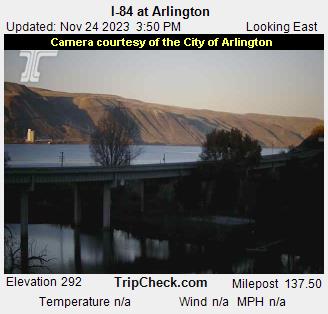 I-84 at Arlington
Updated: Nov 24 2023 3:50 PM Looking East
Camera courtesy of the City of Arlington
Elevation 292 TripCheck.com Milepost 137.50
Temperature n/a Wind n/a MPH n/a